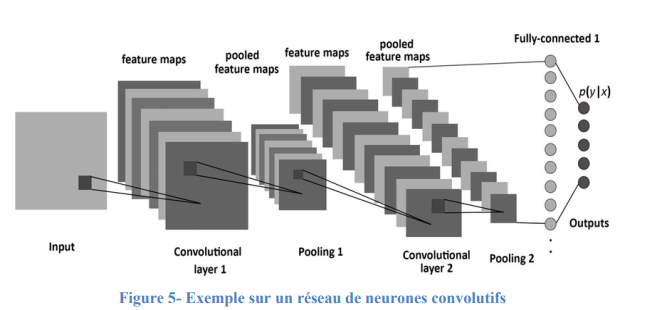 feature maps
pooled
feature maps
feature maps
pooled
feature maps
Fully-connected 1
p(y|x)
Input
Convolutional
layer 1
Pooling 1
Convolutional
layer 2
Pooling 2
Outputs
Figure 5- Exemple sur un réseau de neurones convolutifs